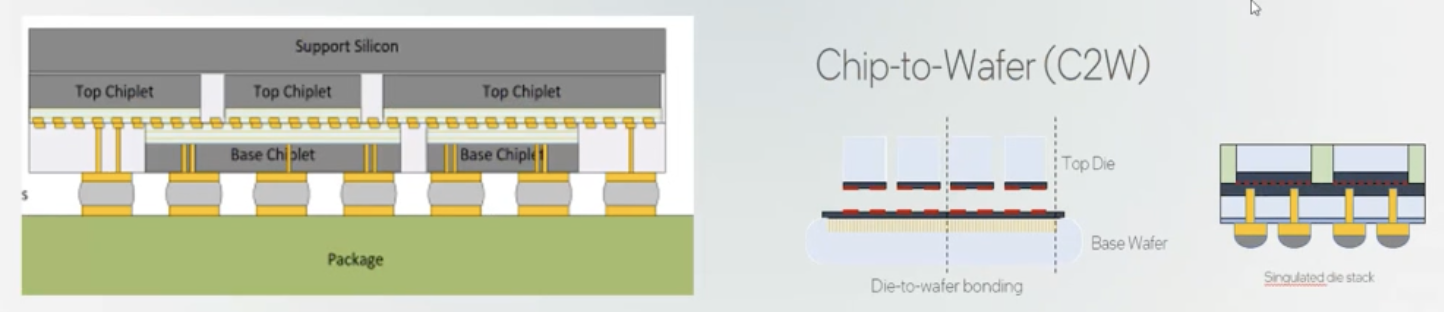 Support Silicon
Top Chiplet
Top Chiplet
Top Chiplet
Base Chiplet
Base Chiplet
s
Package
Chip-to-Wafer (C2W)
Top Die
Base Wafer
Die-to-wafer bonding
Singulated die stack